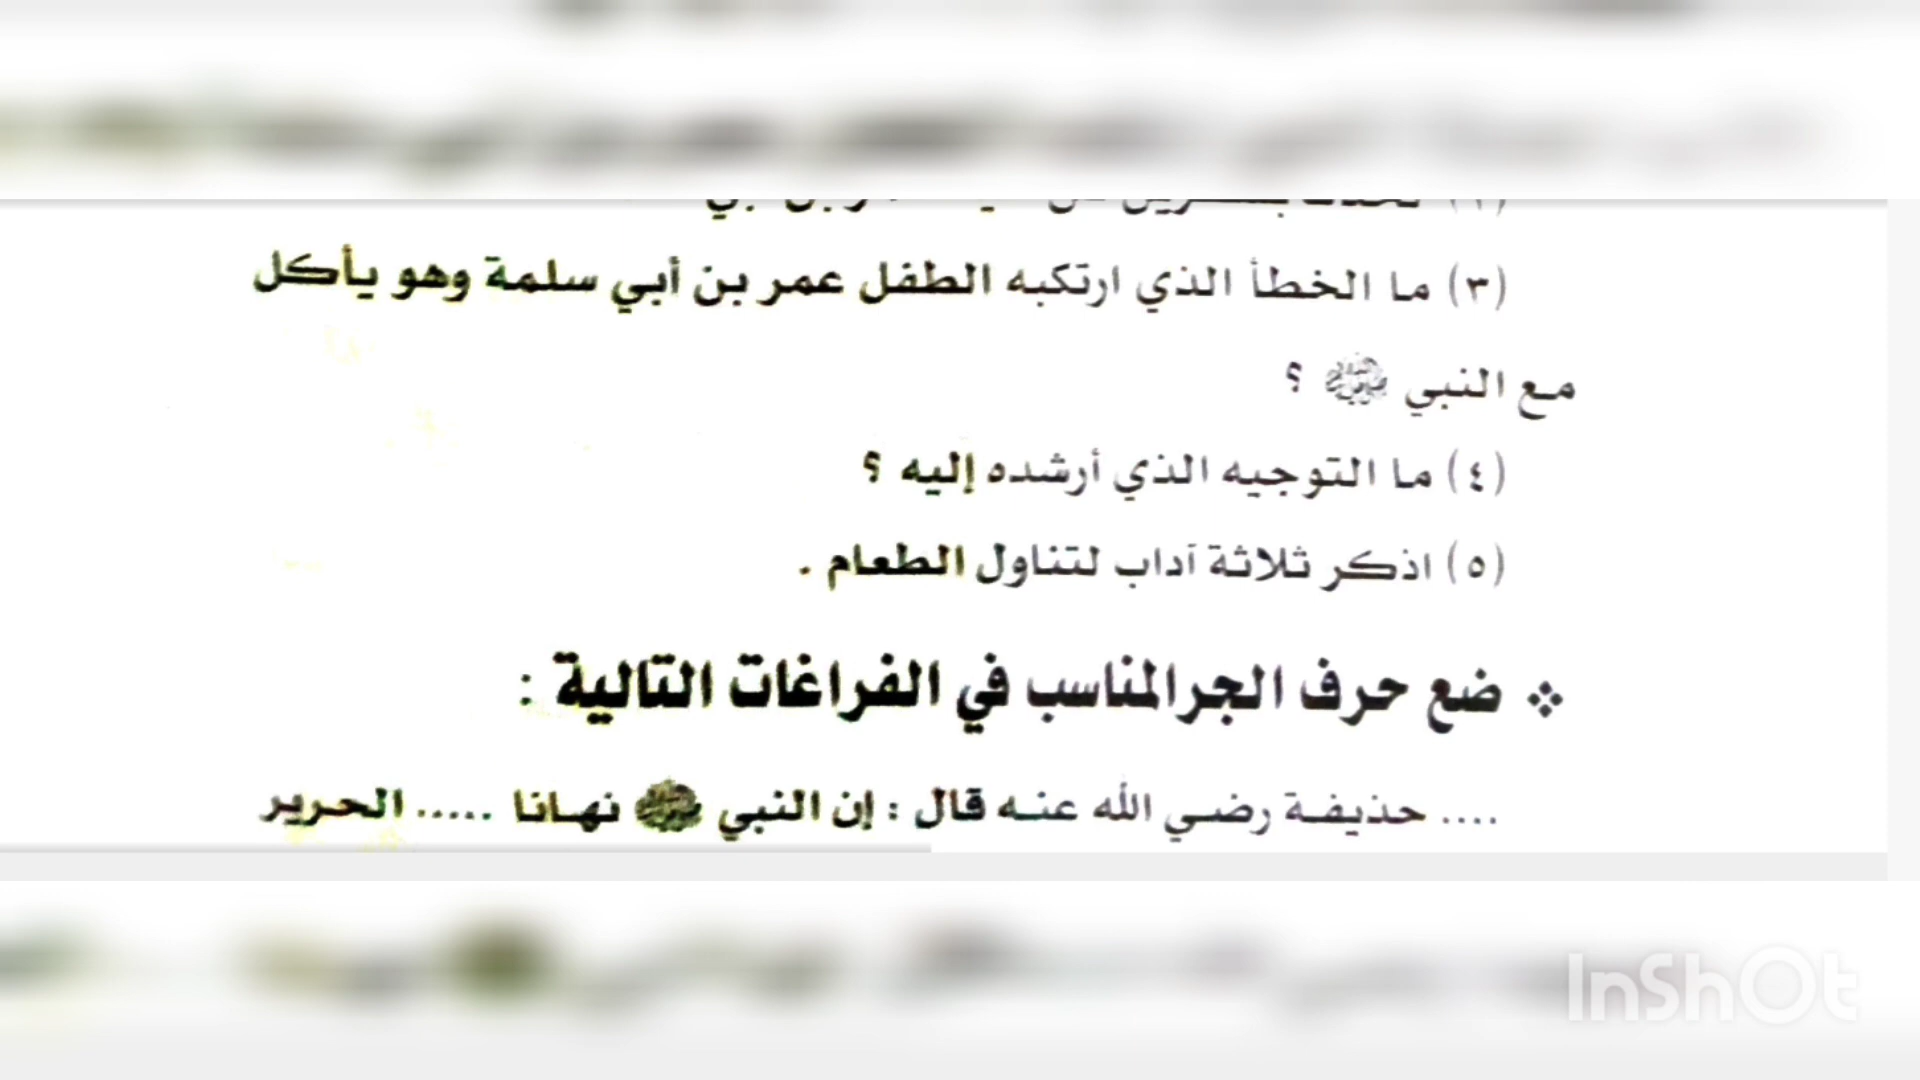 (٣) ما الخطأ الذي ارتكبه الطفل عمر بن أبي سلمة وهو يأكل
مع النبي ﷺ ؟
(٤) ما التوجيه الذي أرشده إليه ؟
(٥) اذكر ثلاثة آداب لتناول الطعام .
❖ ضع حرف الجر المناسب في الفراغات التالية :
.... حذيفة رضي الله عنه قال : إن النبي ﷺ نهانا ..... الحرير
InShOt